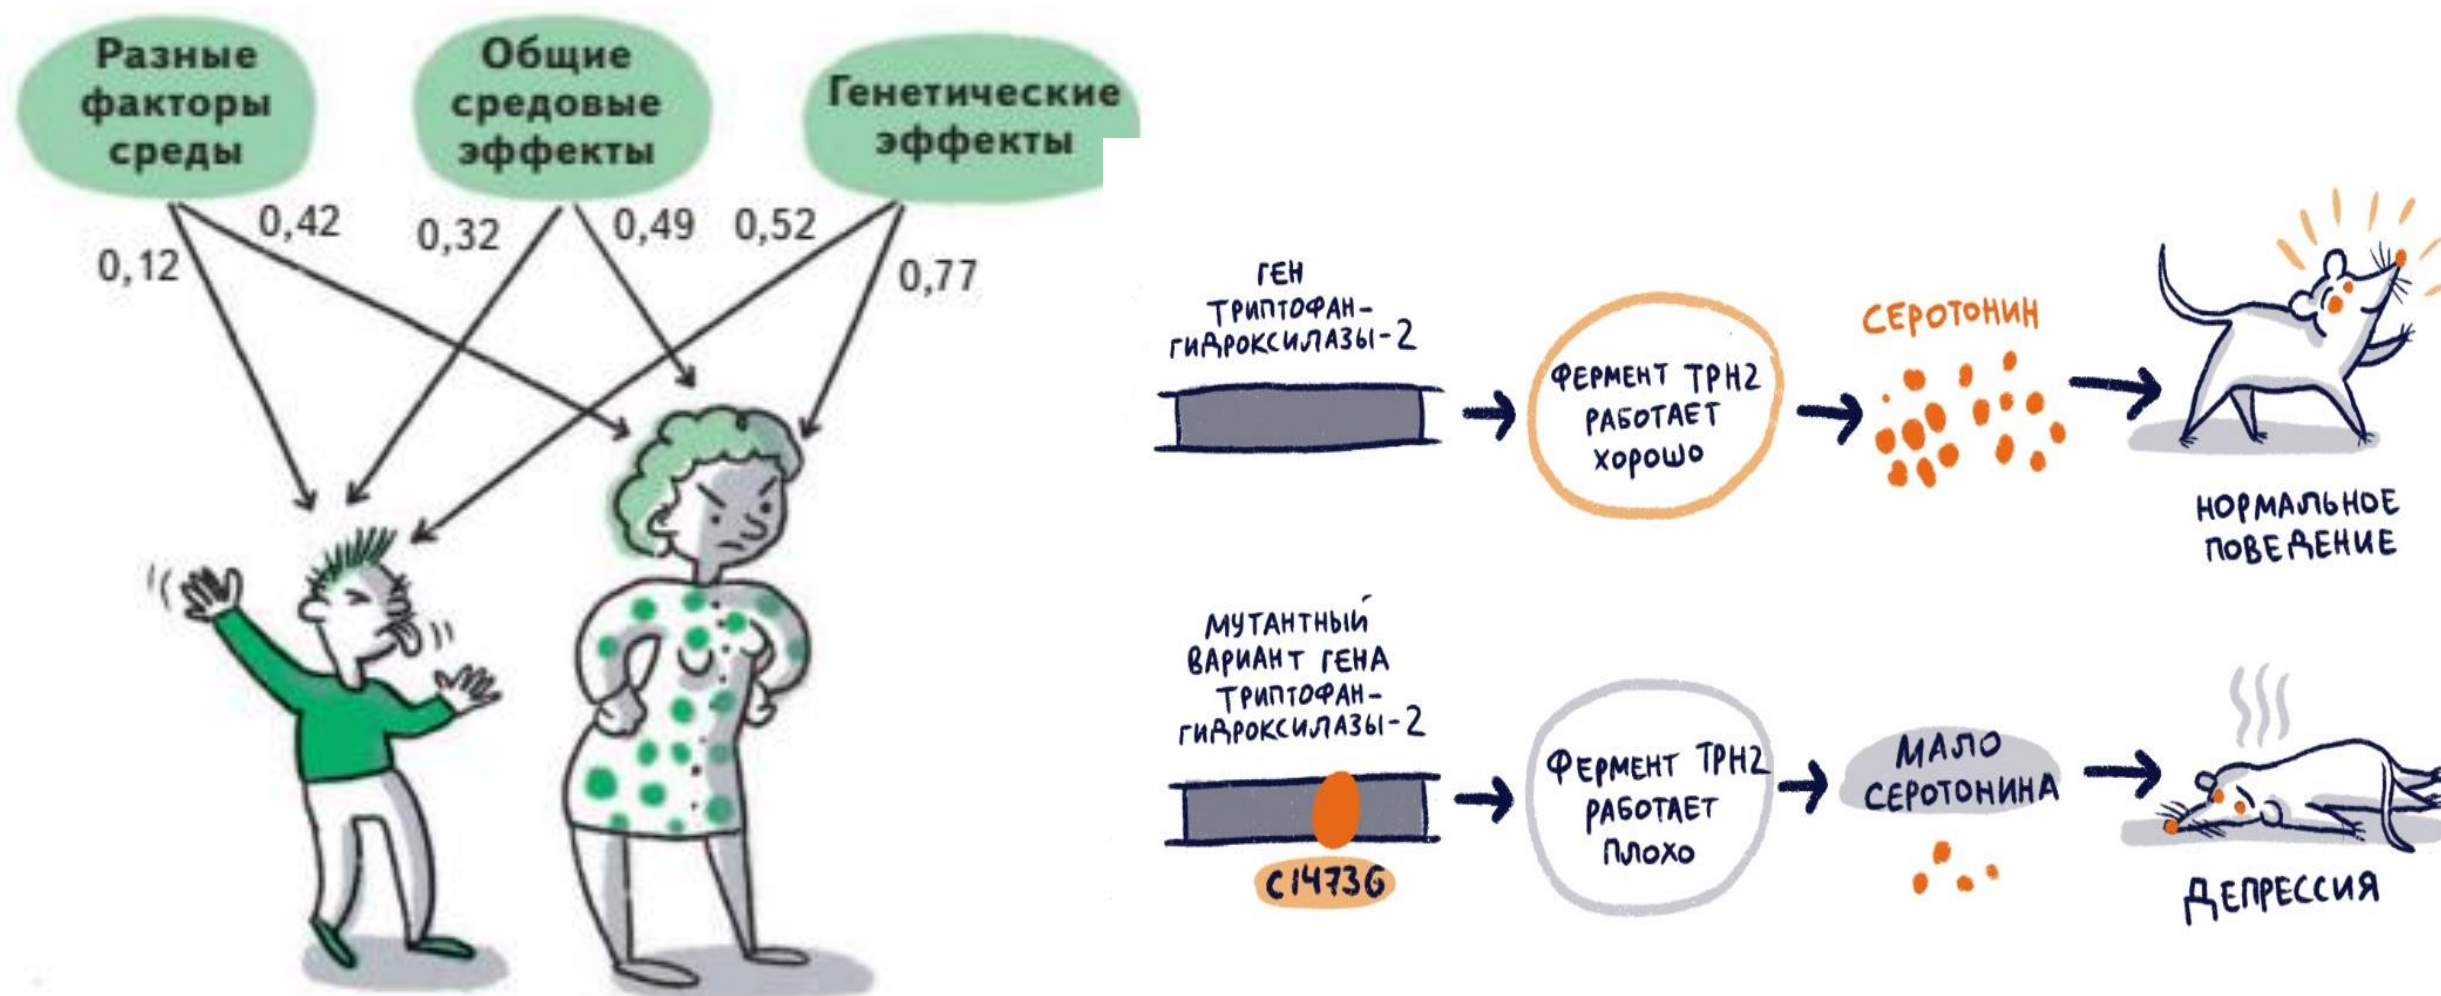 Разные
факторы
среды
Общие
средовые
эффекты
Генетические
эффекты
0,12
0,42
0,32
0,49
0,52
0,77
ГЕН
ТРИПТОФАН-
ГИДРОКСИЛАЗЫ-2
ФЕРМЕНТ TPH2
РАБОТАЕТ
ХОРОШО
СЕРОТОНИН
НОРМАЛЬНОЕ
ПОВЕДЕНИЕ
МУТАНТНЫЙ
ВАРИАНТ ГЕНА
ТРИПТОФАН-
ГИДРОКСИЛАЗЫ-2
C1473G
ФЕРМЕНТ TPH2
РАБОТАЕТ
ПЛОХО
МАЛО
СЕРОТОНИНА
ДЕПРЕССИЯ